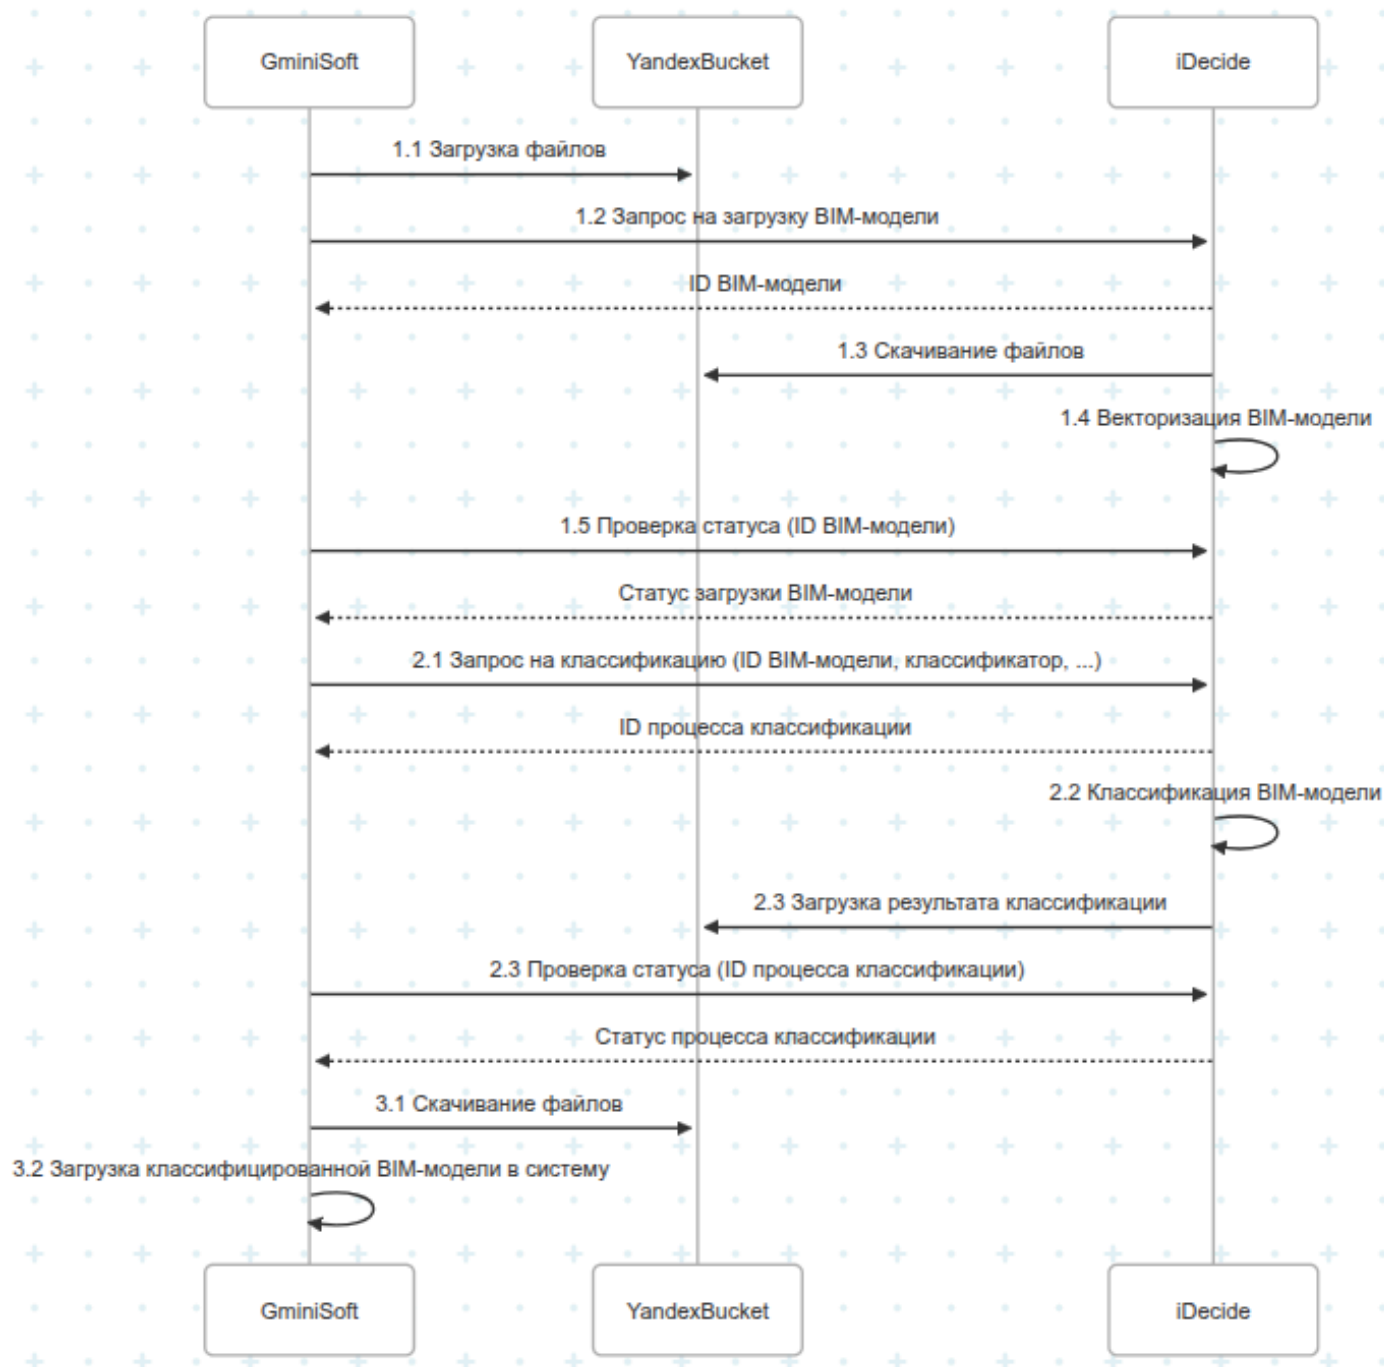 GminiSoft
YandexBucket
iDecide
1.1 Загрузка файлов
1.2 Запрос на загрузку BIM-модели
ID BIM-модели
1.3 Скачивание файлов
1.4 Векторизация BIM-модели
1.5 Проверка статуса (ID BIM-модели)
Статус загрузки BIM-модели
2.1 Запрос на классификацию (ID BIM-модели, классификатор, ...)
ID процесса классификации
2.2 Классификация BIM-модели
2.3 Загрузка результата классификации
2.3 Проверка статуса (ID процесса классификации)
Статус процесса классификации
3.1 Скачивание файлов
3.2 Загрузка классифицированной BIM-модели в систему
GminiSoft
YandexBucket
iDecide